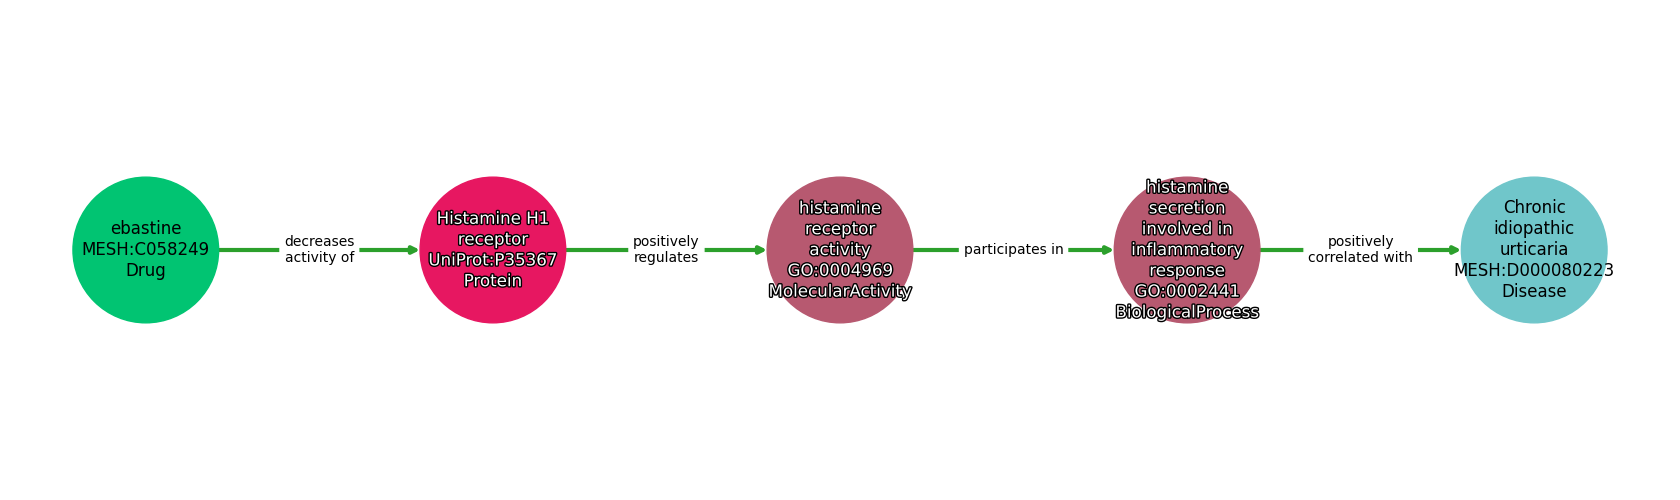 ebastine
MESH:C058249
Drug
decreases
activity of
Histamine H1
receptor
UniProt:P35367
Protein
positively
regulates
histamine
receptor
activity
GO:0004969
MolecularActivity
participates in
histamine
secretion
involved in
inflammatory
response
GO:0002441
BiologicalProcess
positively
correlated with
Chronic
idiopathic
urticaria
MESH:D000080223
Disease